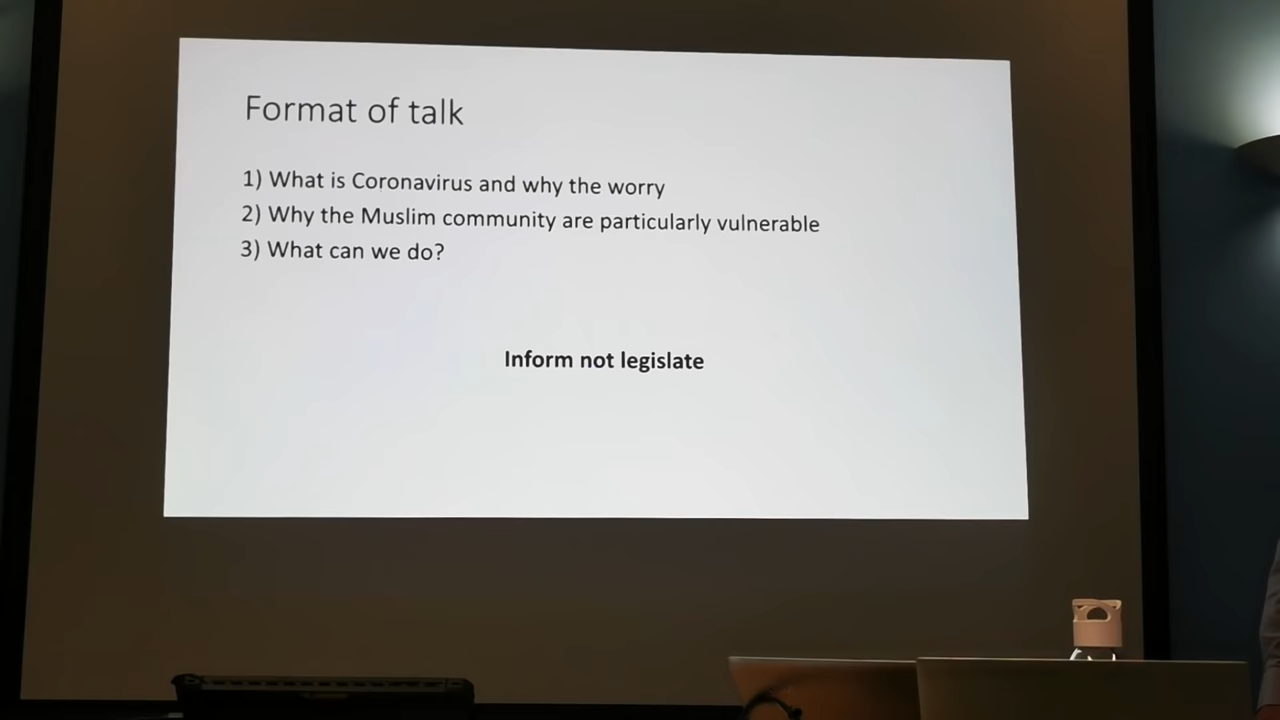 Format of talk
1) What is Coronavirus and why the worry
2) Why the Muslim community are particularly vulnerable
3) What can we do?
Inform not legislate